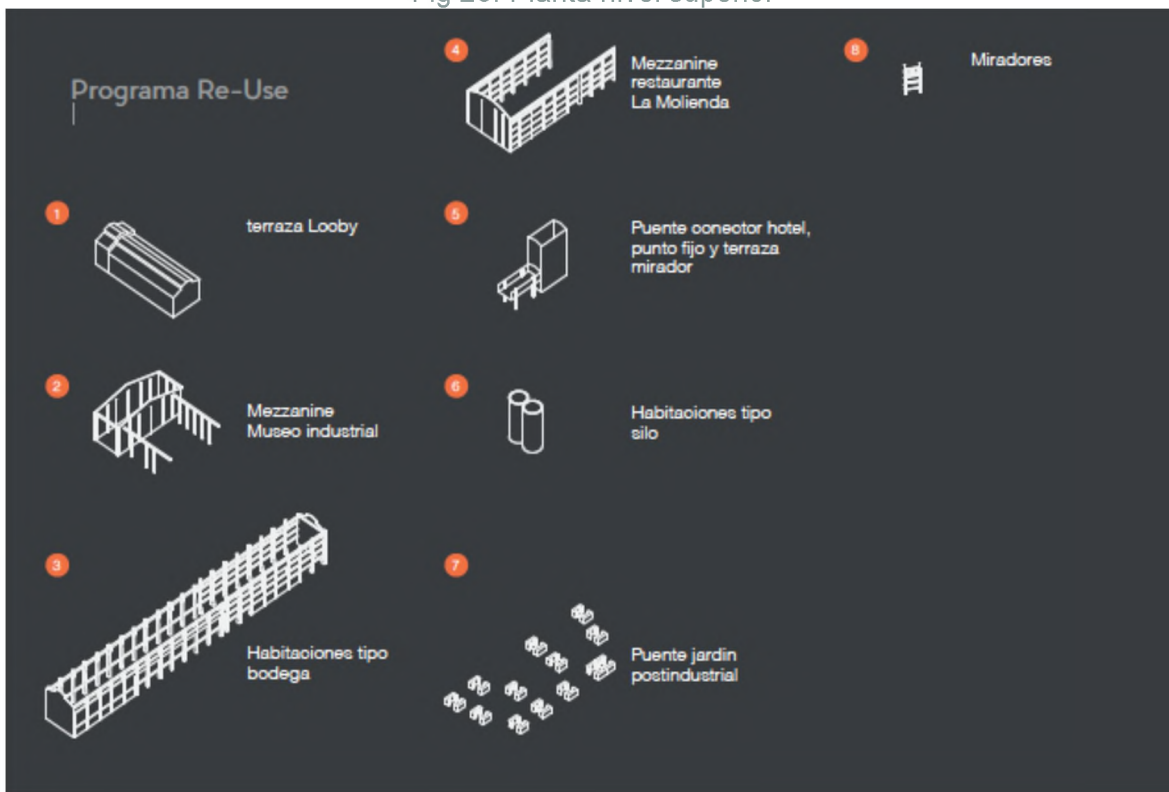 Programa Re-Use
1
terraza Looby
2
Mezzanine
Museo industrial
3
Habitaciones tipo
bodega
4
Mezzanine
restaurante
La Molienda
5
Puente conector hotel,
punto fijo y terraza
mirador
6
Habitaciones tipo
silo
7
Puente jardin
postindustrial
8
Miradores